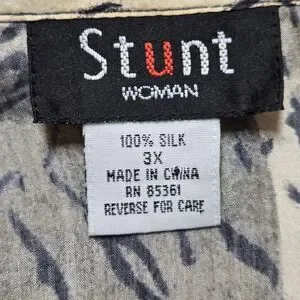 Stunt
WOMAN
100% SILK
3X
MADE IN CHINA
RN 85361
REVERSE FOR CARE